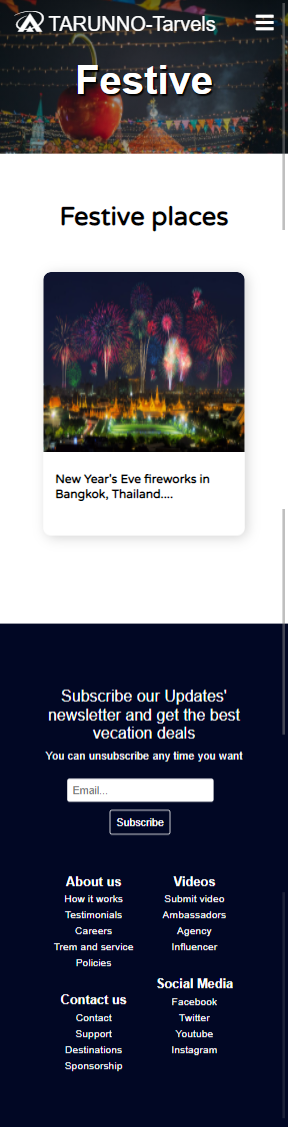 TARUNNO-Tarvels
Festive
Festive places
New Year's Eve fireworks in
Bangkok, Thailand....
Subscribe our Updates'
newsletter and get the best
vecation deals
You can unsubscribe any time you want
Email...
Subscribe
About us
How it works
Testimonials
Careers
Trem and service
Policies
Videos
Submit video
Ambassadors
Agency
Influencer
Contact us
Contact
Support
Destinations
Sponsorship
Social Media
Facebook
Twitter
Youtube
Instagram